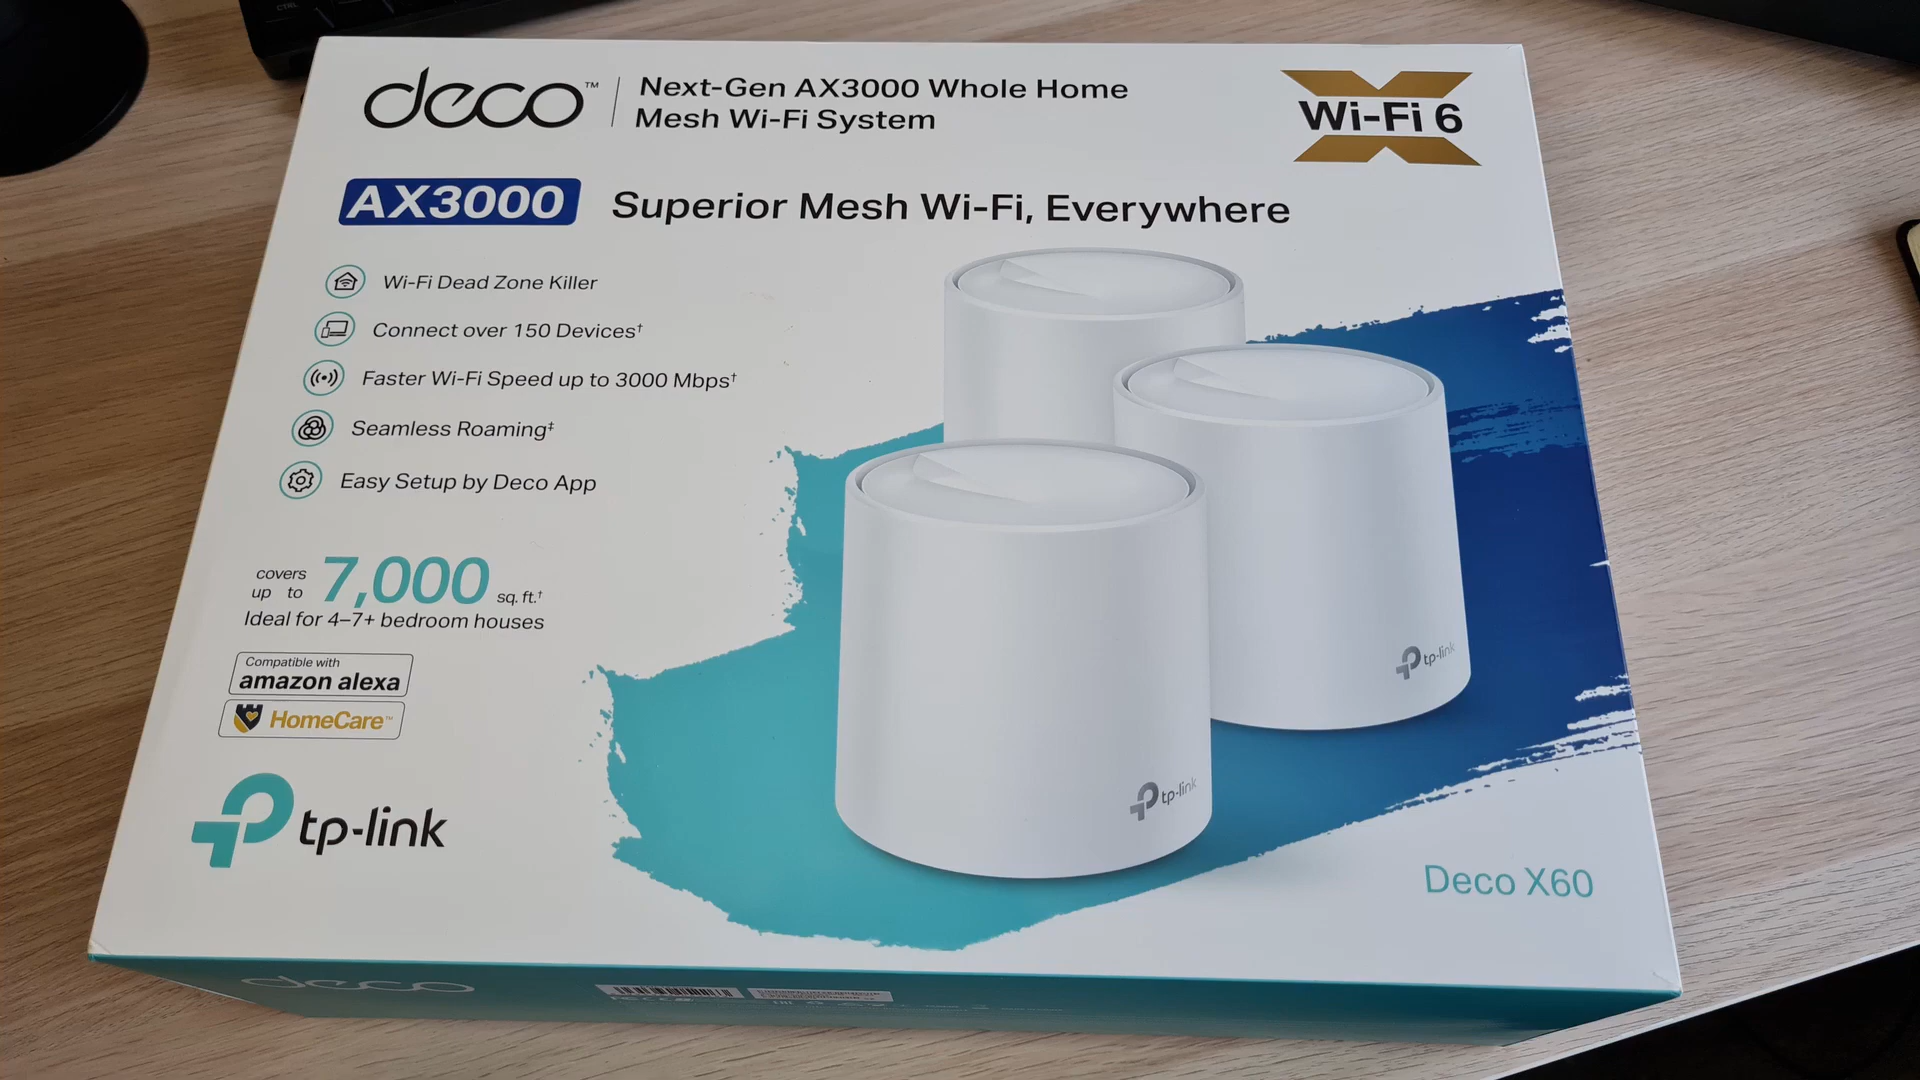 CTRL
deco™
Next-Gen AX3000 Whole Home
Mesh Wi-Fi System
Wi-Fi 6
AX3000
Superior Mesh Wi-Fi, Everywhere
Wi-Fi Dead Zone Killer
Connect over 150 Devices†
Faster Wi-Fi Speed up to 3000 Mbps†
Seamless Roaming‡
Easy Setup by Deco App
covers
up to
7,000
sq. ft.†
Ideal for 4–7+ bedroom houses
Compatible with
amazon alexa
HomeCare™
tp-link
tp-link
tp-link
Deco X60
deco